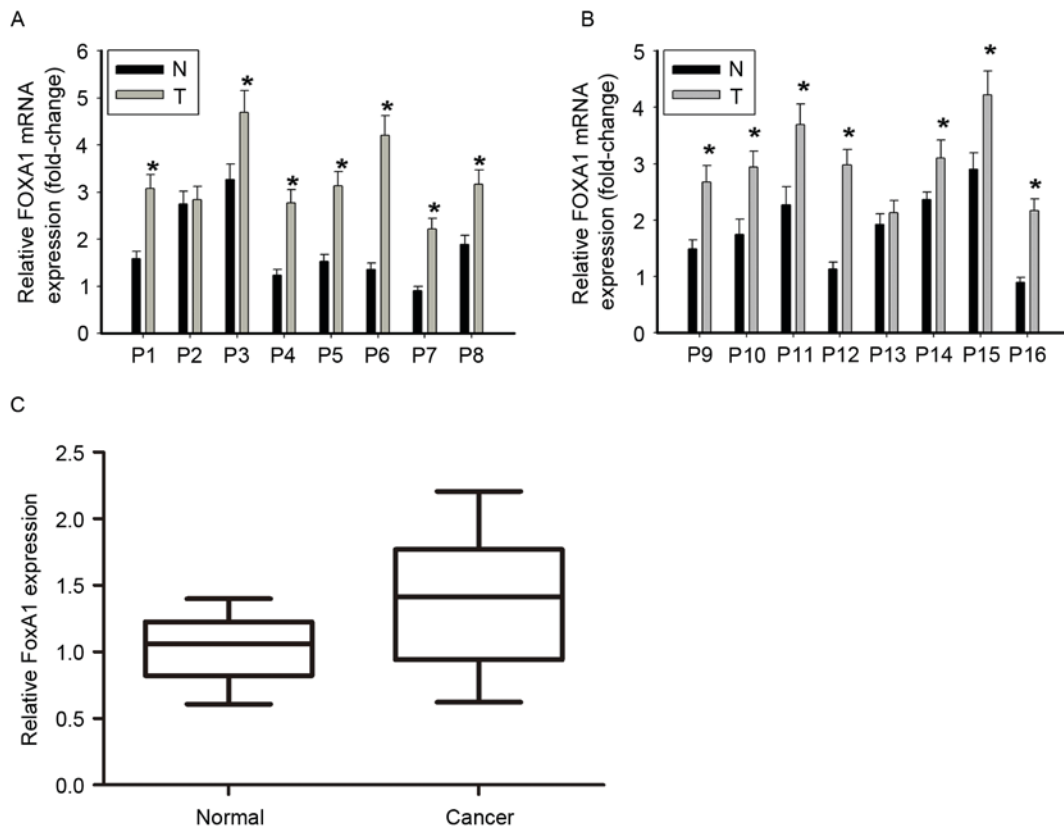 A
Relative FOXA1 mRNA
expression (fold-change)
6
5
4
3
2
1
0
N
T
*
*
*
*
*
*
*
P1 P2 P3 P4 P5 P6 P7 P8
B
Relative FOXA1 mRNA
expression (fold-change)
5
4
3
2
1
0
N
T
*
*
*
*
*
*
*
P9 P10 P11 P12 P13 P14 P15 P16
C
Relative FoxA1 expression
2.5
2.0
1.5
1.0
0.5
0.0
Normal Cancer